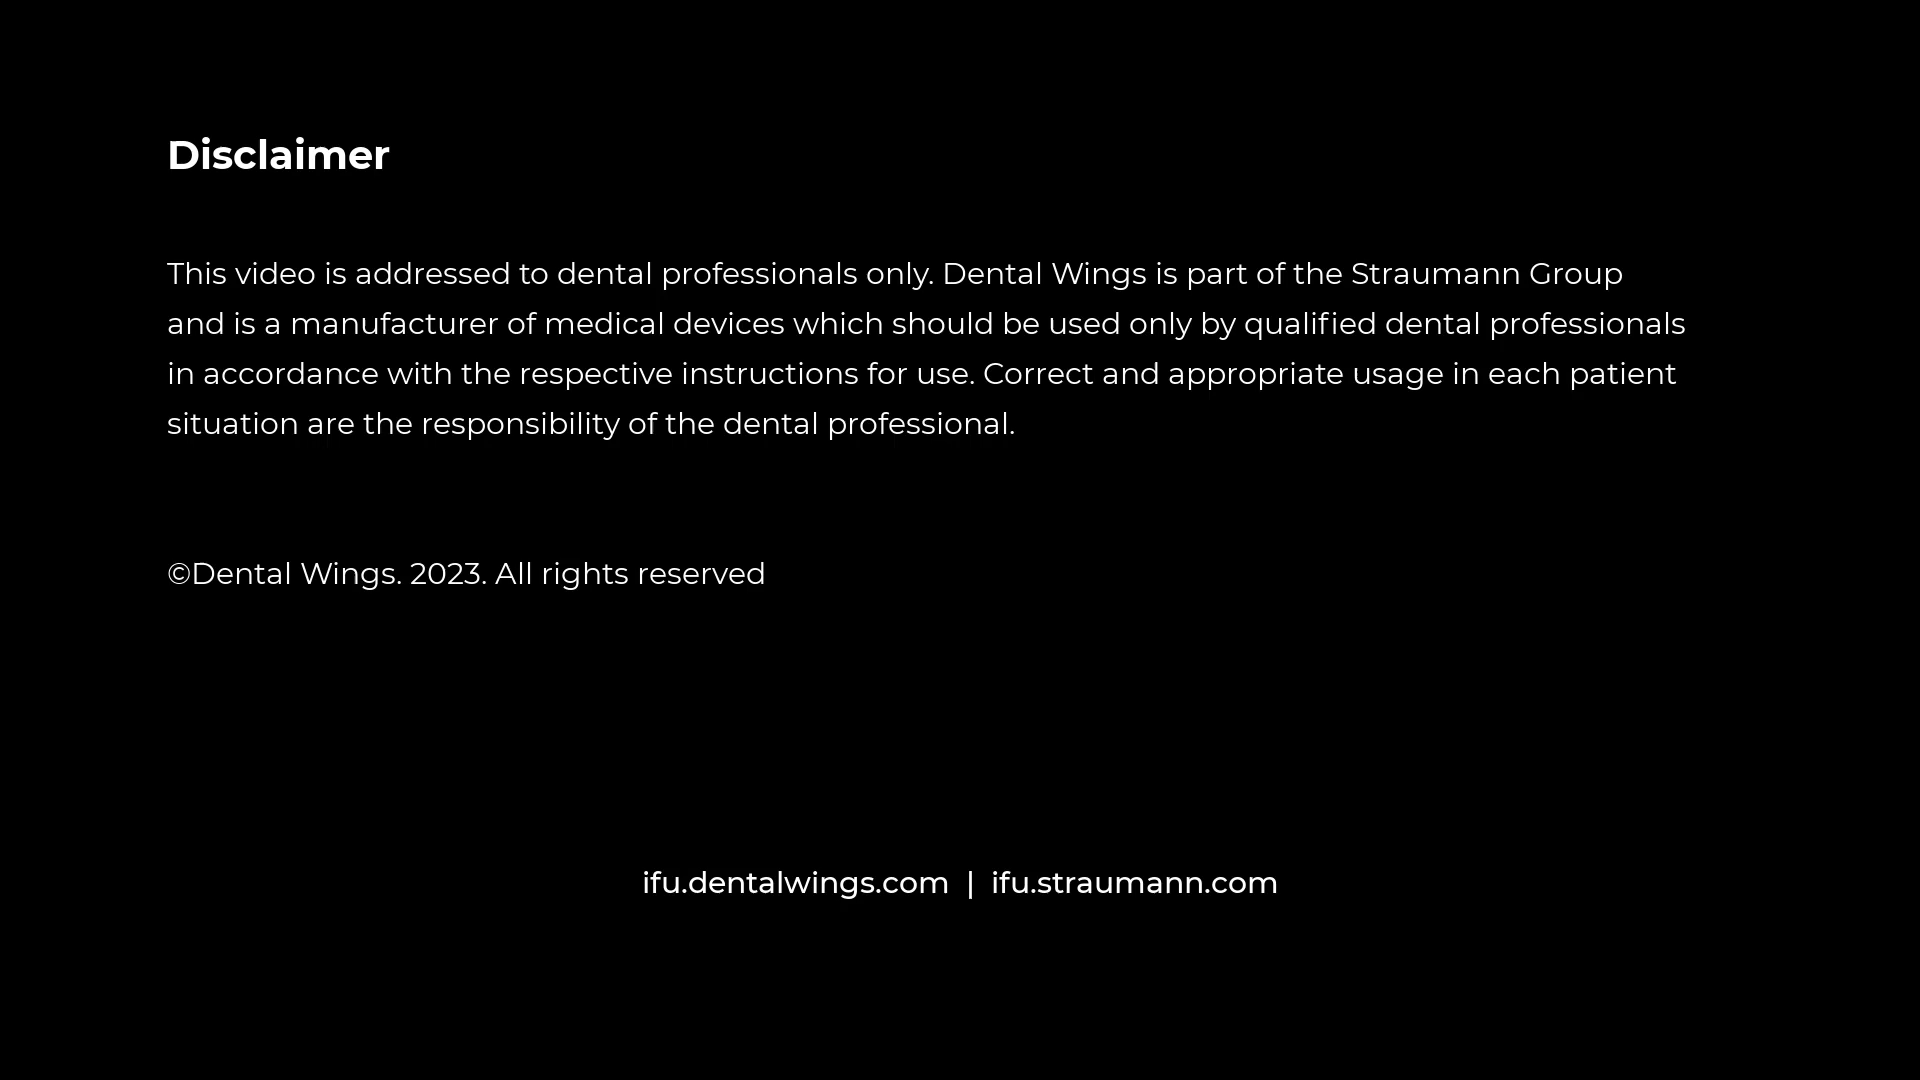 Disclaimer
This video is addressed to dental professionals only. Dental Wings is part of the Straumann Group
and is a manufacturer of medical devices which should be used only by qualified dental professionals
in accordance with the respective instructions for use. Correct and appropriate usage in each patient
situation are the responsibility of the dental professional.
©Dental Wings. 2023. All rights reserved
ifu.dentalwings.com | ifu.straumann.com